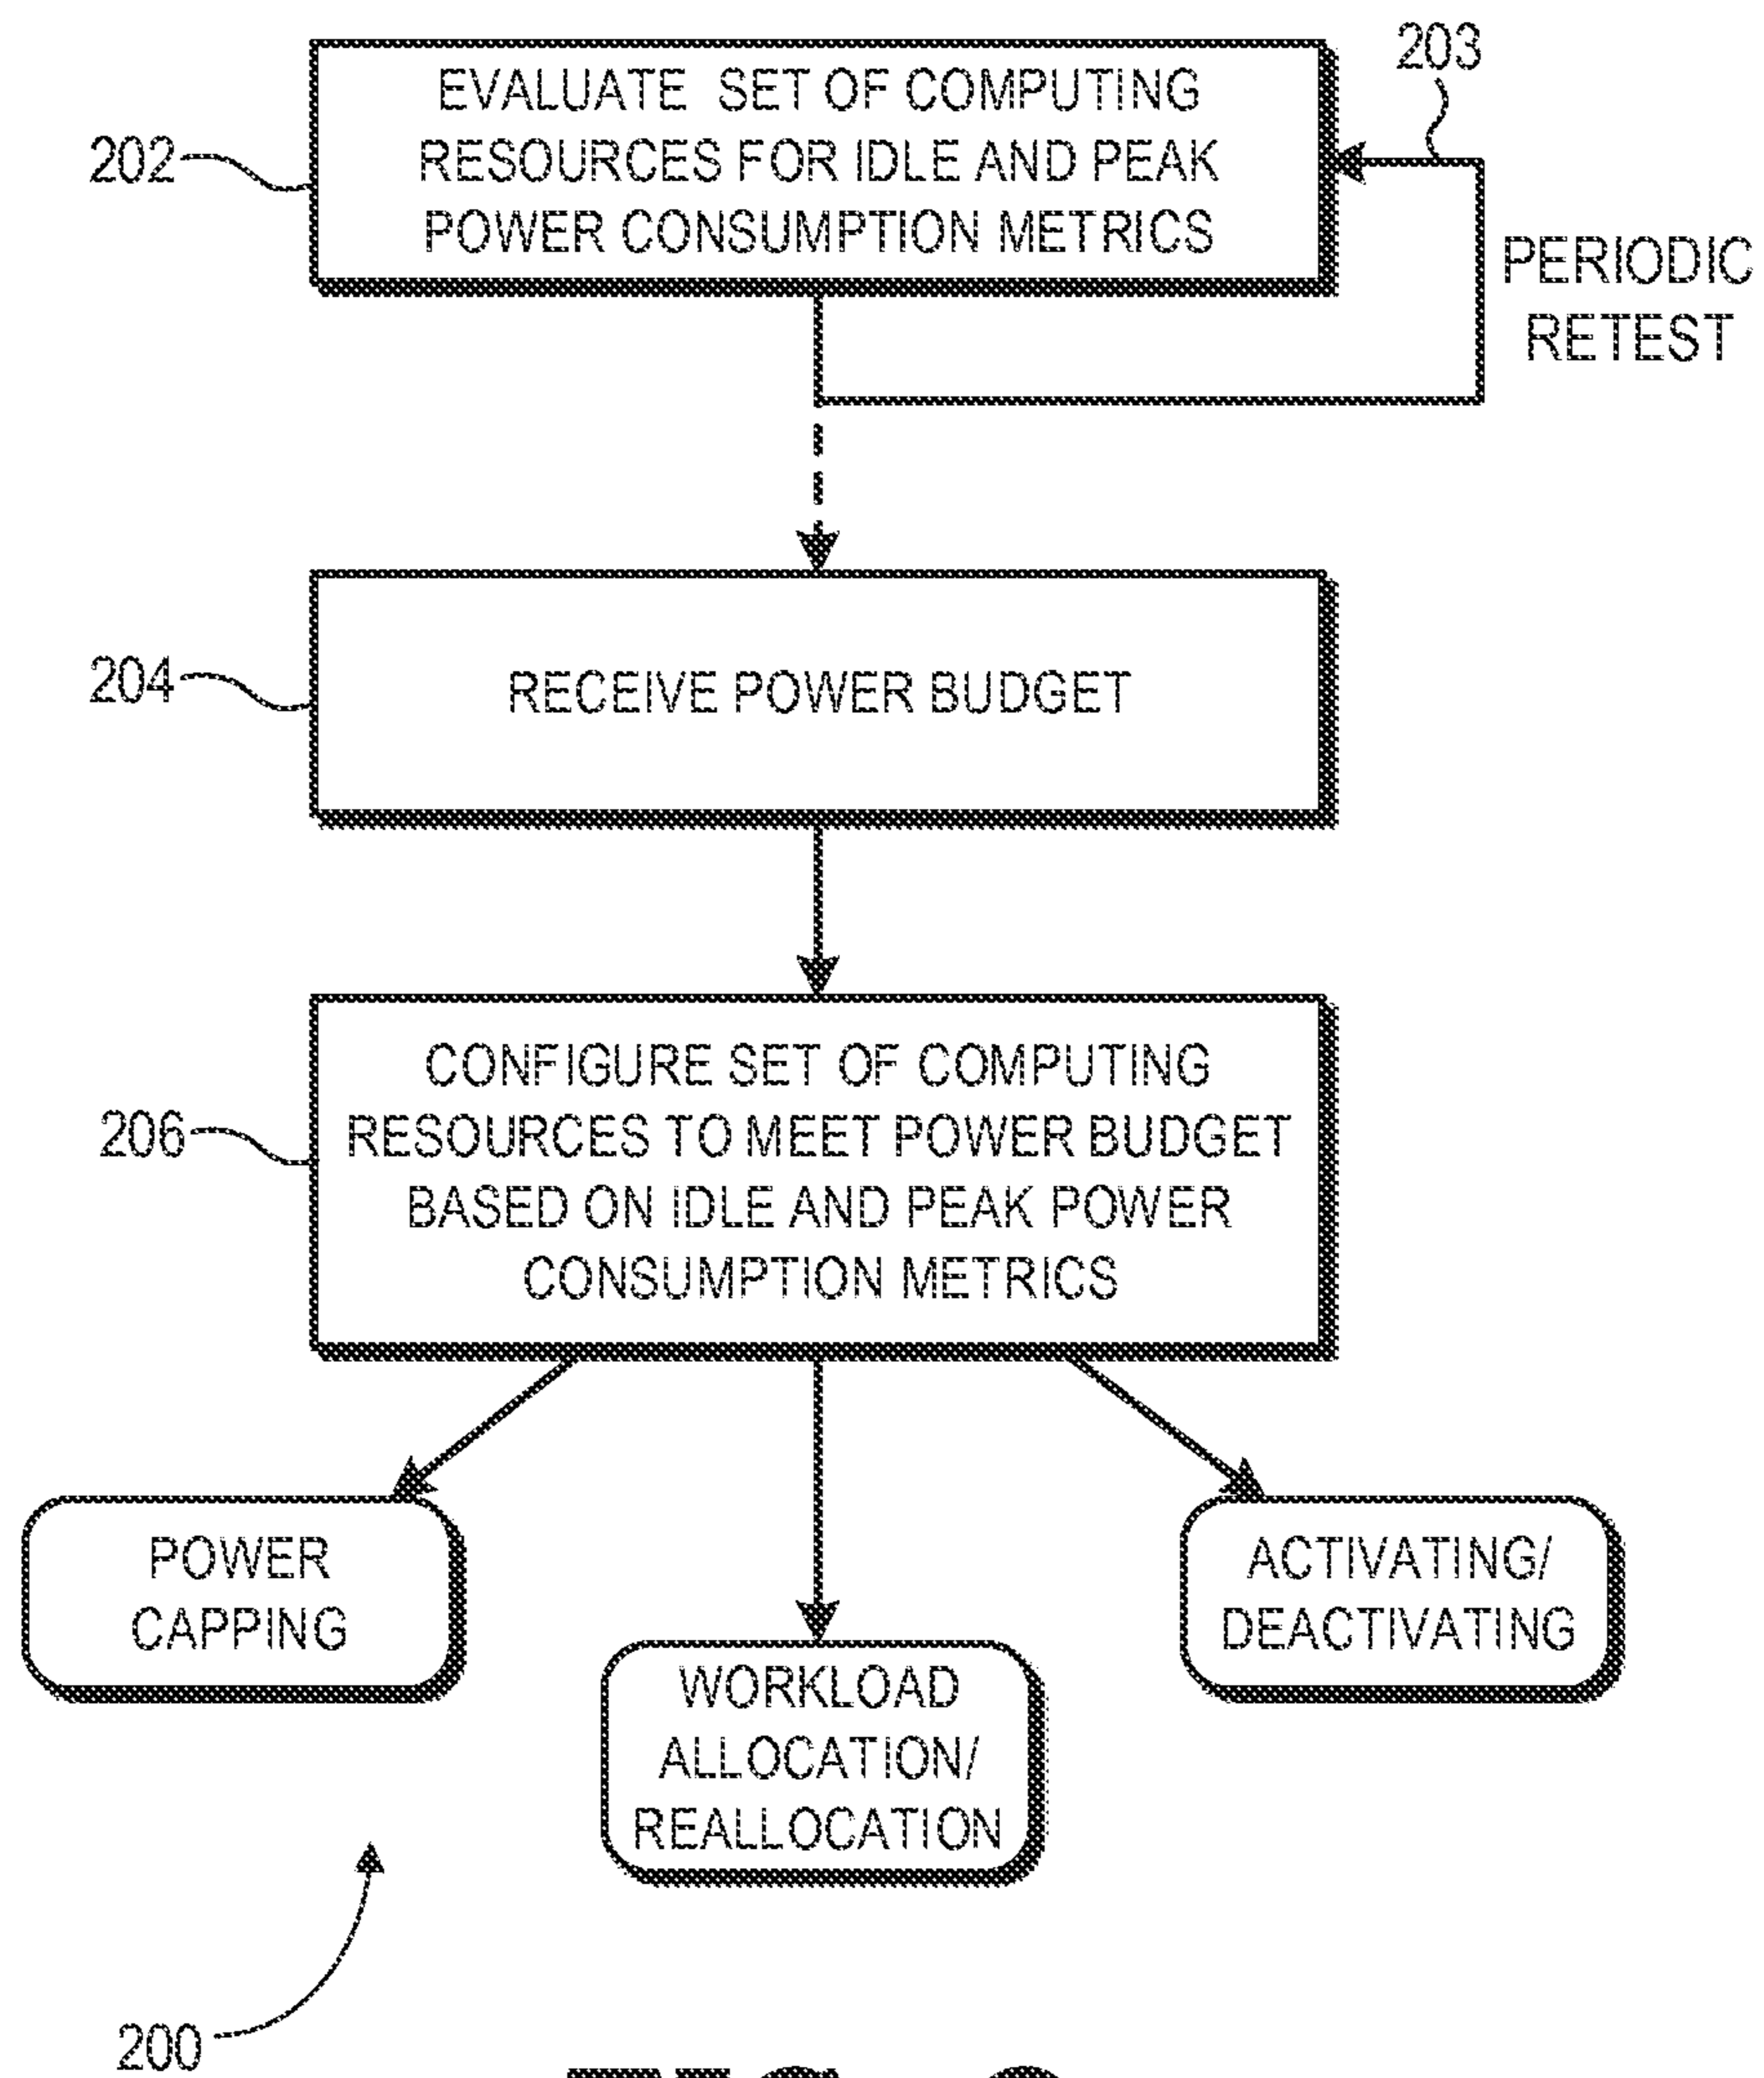 203
EVALUATE SET OF COMPUTING
RESOURCES FOR IDLE AND PEAK
POWER CONSUMPTION METRICS
202
PERIODIC
RETEST
204
RECEIVE POWER BUDGET
206
CONFIGURE SET OF COMPUTING
RESOURCES TO MEET POWER BUDGET
BASED ON IDLE AND PEAK POWER
CONSUMPTION METRICS
POWER
CAPPING
WORKLOAD
ALLOCATION/
REALLOCATION
ACTIVATING/
DEACTIVATING
200